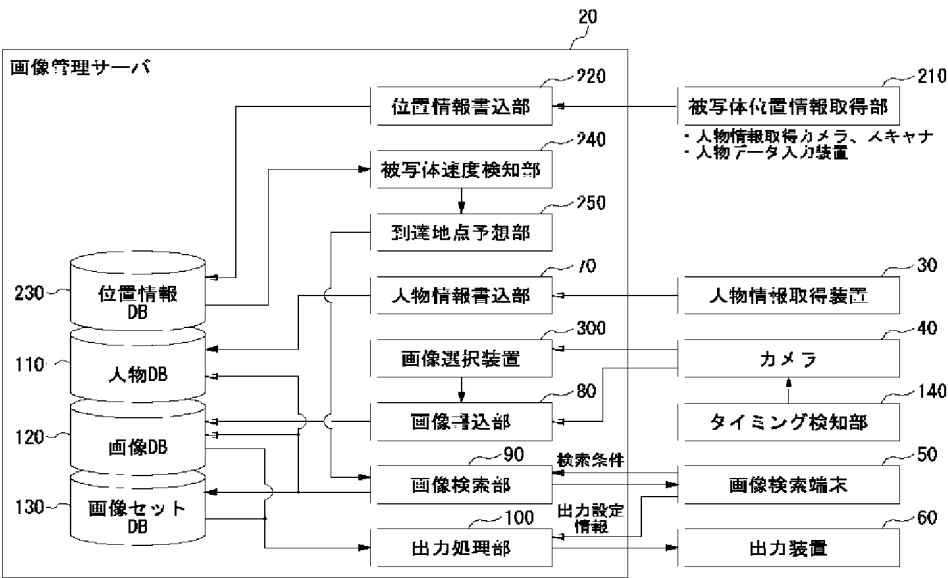 20
画像管理サーバ
220
位置情報書込部
210
被写体位置情報取得部
・人物情報取得カメラ、スキャナ
・人物データ入力装置
240
被写体速度検知部
250
到達地点予想部
230
位置情報
DB
70
人物情報書込部
30
人物情報取得装置
110
人物DB
300
画像選択装置
40
カメラ
80
画像書込部
140
タイミング検知部
120
画像DB
90
画像検索部
検索条件
50
画像検索端末
130
画像セット
DB
100
出力処理部
出力設定
情報
60
出力装置